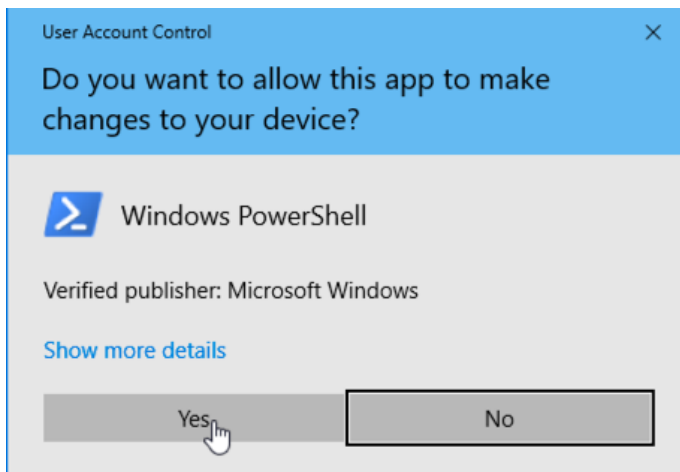 User Account Control
Do you want to allow this app to make
changes to your device?
Windows PowerShell
Verified publisher: Microsoft Windows
Show more details
Yes
No